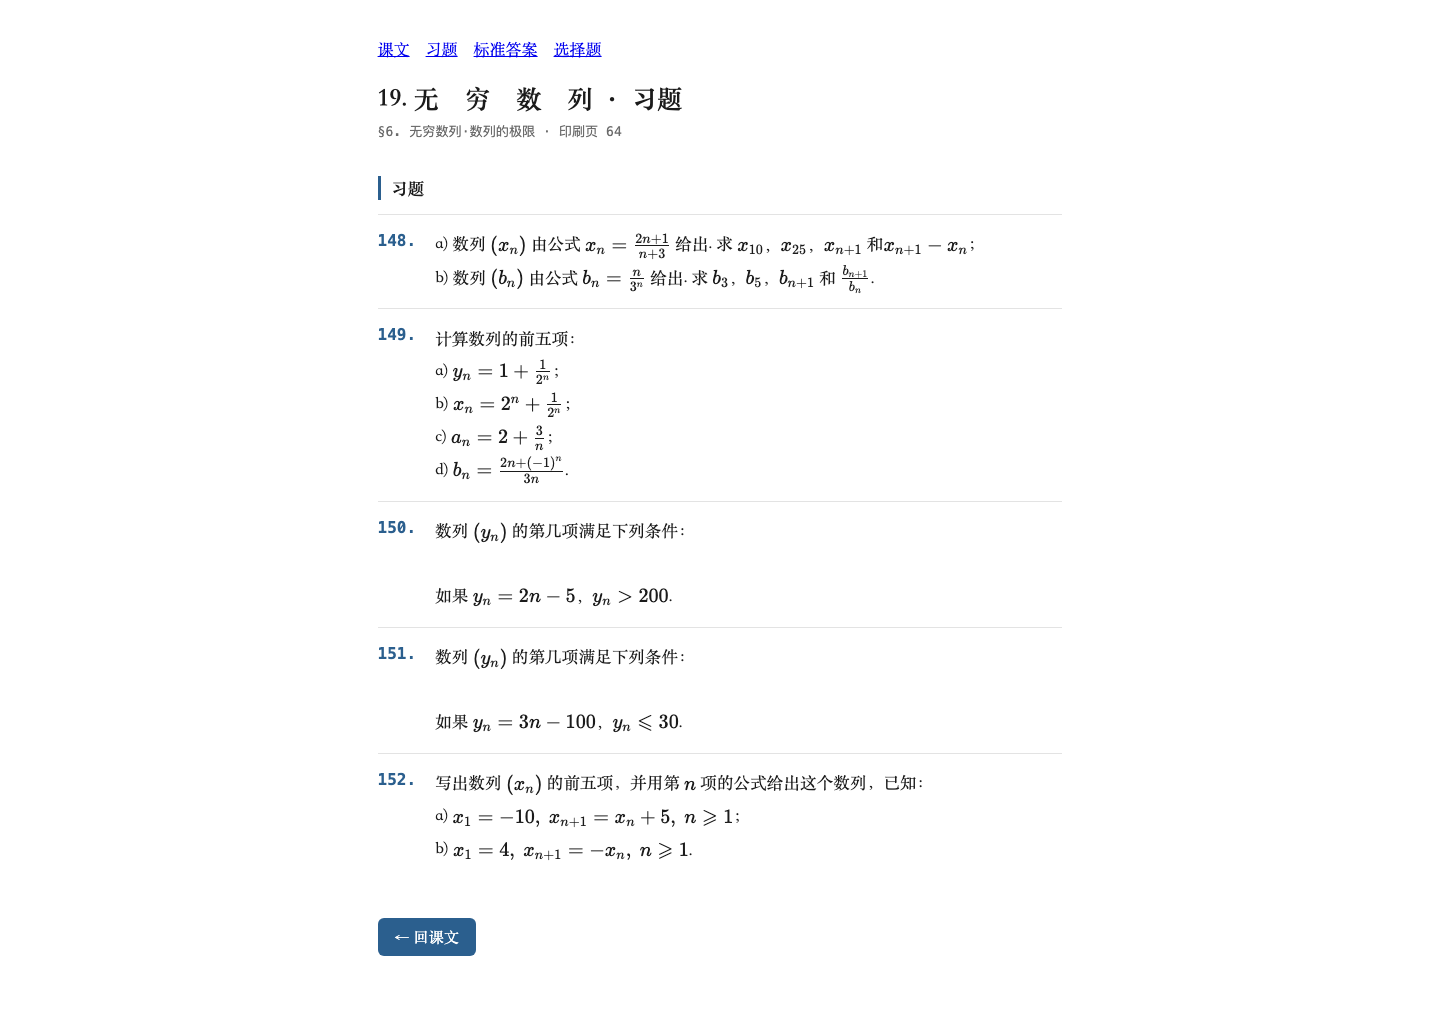 课文 习题 标准答案 选择题
19. 无 穷 数 列 · 习题
§6. 无穷数列·数列的极限 · 印刷页 64
习题
148. a) 数列 (xₙ) 由公式 xₙ = (2n+1)/(n+3) 给出. 求 x₁₀, x₂₅, xₙ₊₁ 和 xₙ₊₁ − xₙ;
b) 数列 (bₙ) 由公式 bₙ = n/3ⁿ 给出. 求 b₃, b₅, bₙ₊₁ 和 bₙ₊₁/bₙ.
149. 计算数列的前五项:
a) yₙ = 1 + 1/2ⁿ;
b) xₙ = 2ⁿ + 1/2ⁿ;
c) aₙ = 2 + 3/n;
d) bₙ = (2n+(−1)ⁿ)/3n.
150. 数列 (yₙ) 的第几项满足下列条件:
如果 yₙ = 2n − 5, yₙ > 200.
151. 数列 (yₙ) 的第几项满足下列条件:
如果 yₙ = 3n − 100, yₙ ⩽ 30.
152. 写出数列 (xₙ) 的前五项, 并用第 n 项的公式给出这个数列, 已知:
a) x₁ = −10, xₙ₊₁ = xₙ + 5, n ⩾ 1;
b) x₁ = 4, xₙ₊₁ = −xₙ, n ⩾ 1.
← 回课文